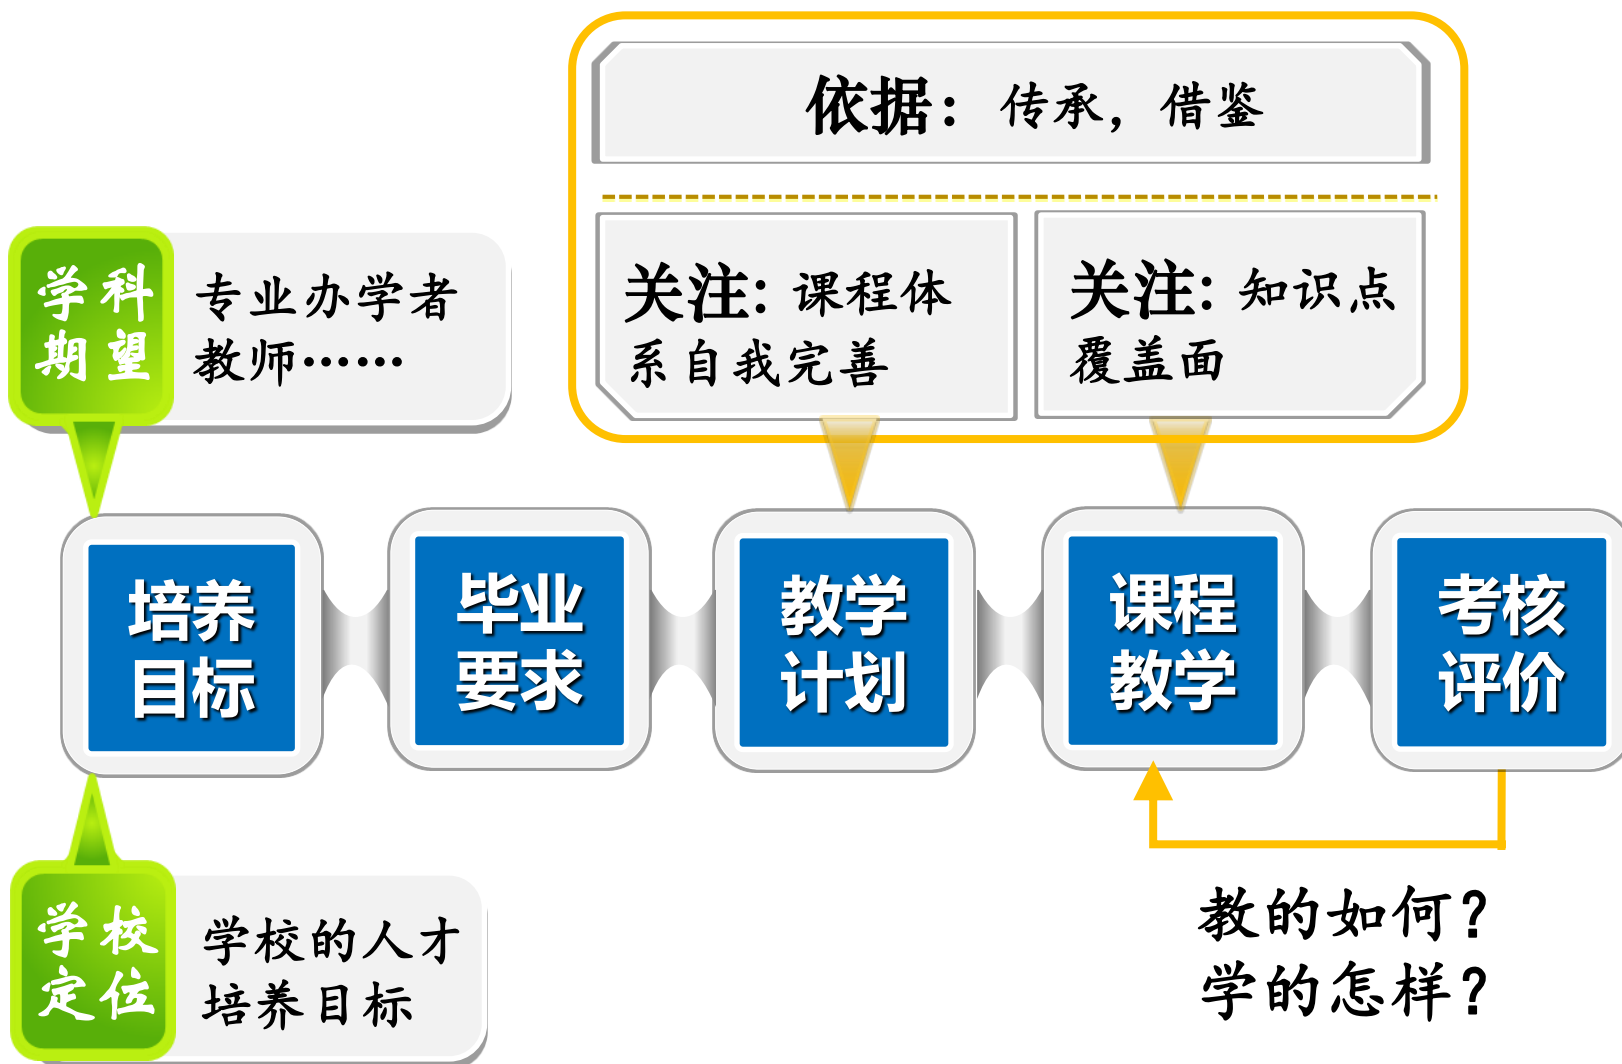 依据：传承，借鉴
关注：课程体
系自我完善
关注：知识点
覆盖面
学科
期望
专业办学者
教师……
培养
目标
毕业
要求
教学
计划
课程
教学
考核
评价
学校
定位
学校的人才
培养目标
教的如何？
学的怎样？